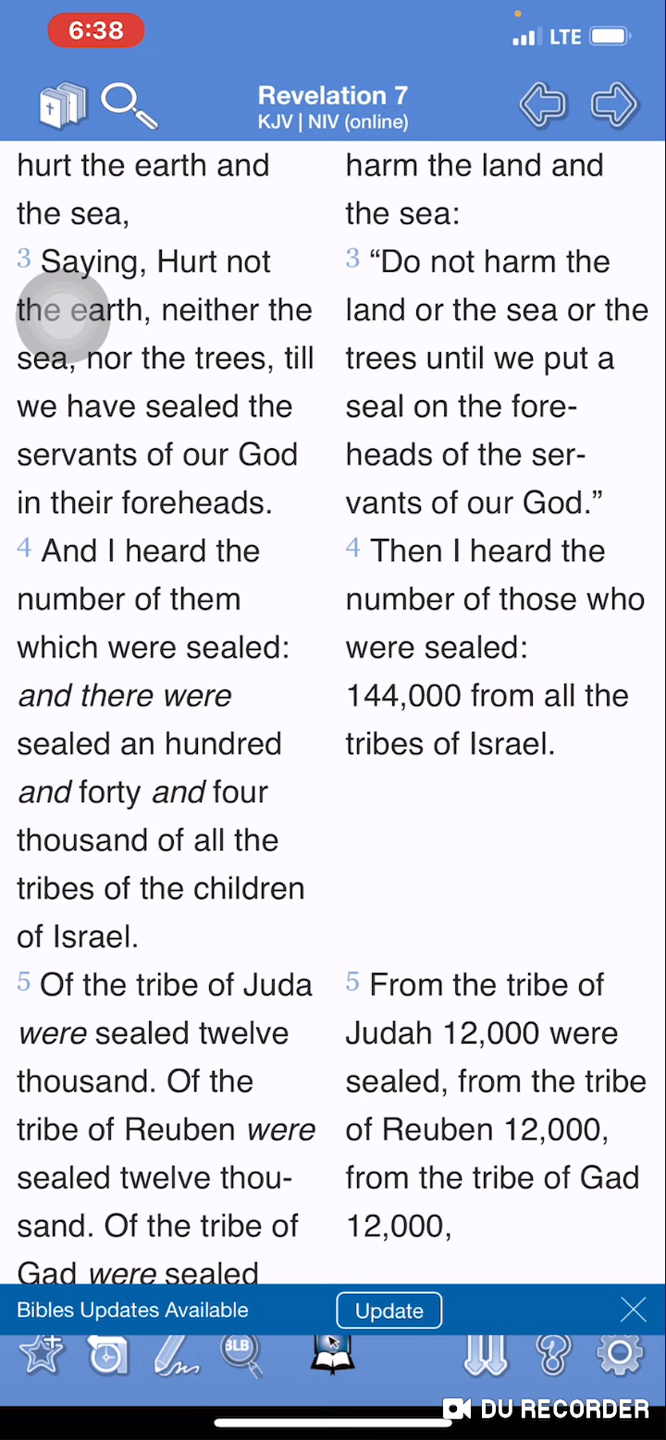 6:38
LTE
Revelation 7
KJV | NIV (online)
hurt the earth and
the sea,
3 Saying, Hurt not
the earth, neither the
sea, nor the trees, till
we have sealed the
servants of our God
in their foreheads.
4 And I heard the
number of them
which were sealed:
and there were
sealed an hundred
and forty and four
thousand of all the
tribes of the children
of Israel.
5 Of the tribe of Juda
were sealed twelve
thousand. Of the
tribe of Reuben were
sealed twelve thou-
sand. Of the tribe of
Gad were sealed
harm the land and
the sea:
3 “Do not harm the
land or the sea or the
trees until we put a
seal on the fore-
heads of the ser-
vants of our God.”
4 Then I heard the
number of those who
were sealed:
144,000 from all the
tribes of Israel.
5 From the tribe of
Judah 12,000 were
sealed, from the tribe
of Reuben 12,000,
from the tribe of Gad
12,000,
Bibles Updates Available
Update
BLB
DU RECORDER